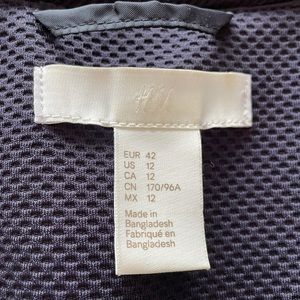 H&M
EUR 42
US 12
CA 12
CN 170/96A
MX 12
Made in
Bangladesh
Fabriqué en
Bangladesh